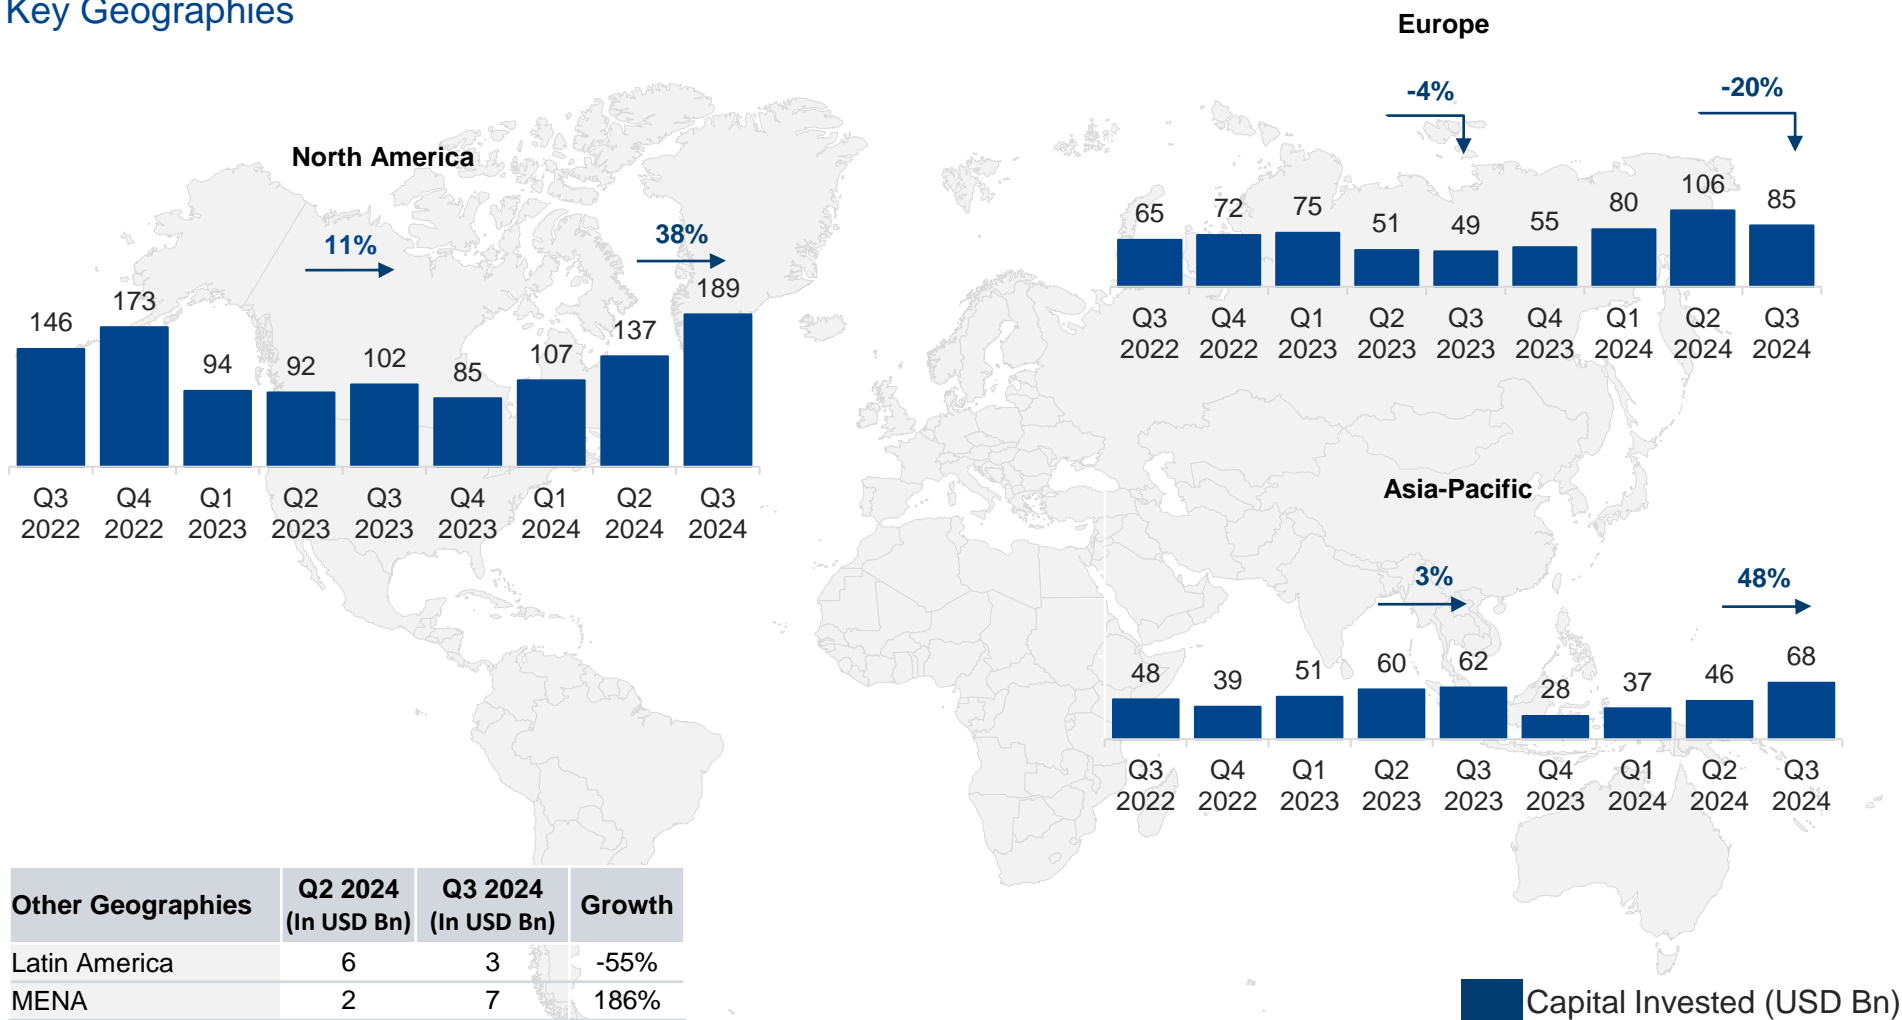 Key Geographies
North America
11%
38%
146 173 94 92 102 85 107 137 189
Q3 Q4 Q1 Q2 Q3 Q4 Q1 Q2 Q3
2022 2022 2023 2023 2023 2023 2024 2024 2024
Europe
-4%
-20%
65 72 75 51 49 55 80 106 85
Q3 Q4 Q1 Q2 Q3 Q4 Q1 Q2 Q3
2022 2022 2023 2023 2023 2023 2024 2024 2024
Asia-Pacific
3%
48%
48 39 51 60 62 28 37 46 68
Q3 Q4 Q1 Q2 Q3 Q4 Q1 Q2 Q3
2022 2022 2023 2023 2023 2023 2024 2024 2024
Other Geographies Q2 2024 Q3 2024 Growth
(In USD Bn) (In USD Bn)
Latin America 6 3 -55%
MENA 2 7 186%
Capital Invested (USD Bn)